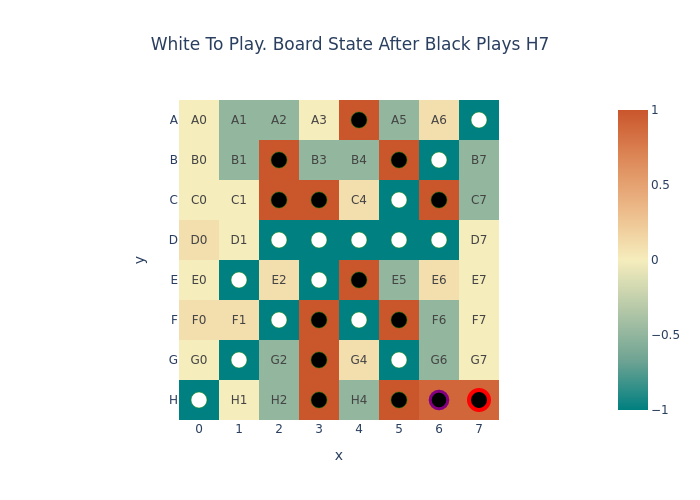 White To Play. Board State After Black Plays H7
A A0 A1 A2 A3 A5 A6
B B0 B1 B3 B4 B7
C C0 C1 C4 C7
D D0 D1 D7
E E0 E2 E5 E6 E7
F F0 F1 F6 F7
G G0 G2 G4 G6 G7
H H1 H2 H4
0 1 2 3 4 5 6 7
x
y
1
0.5
0
−0.5
−1